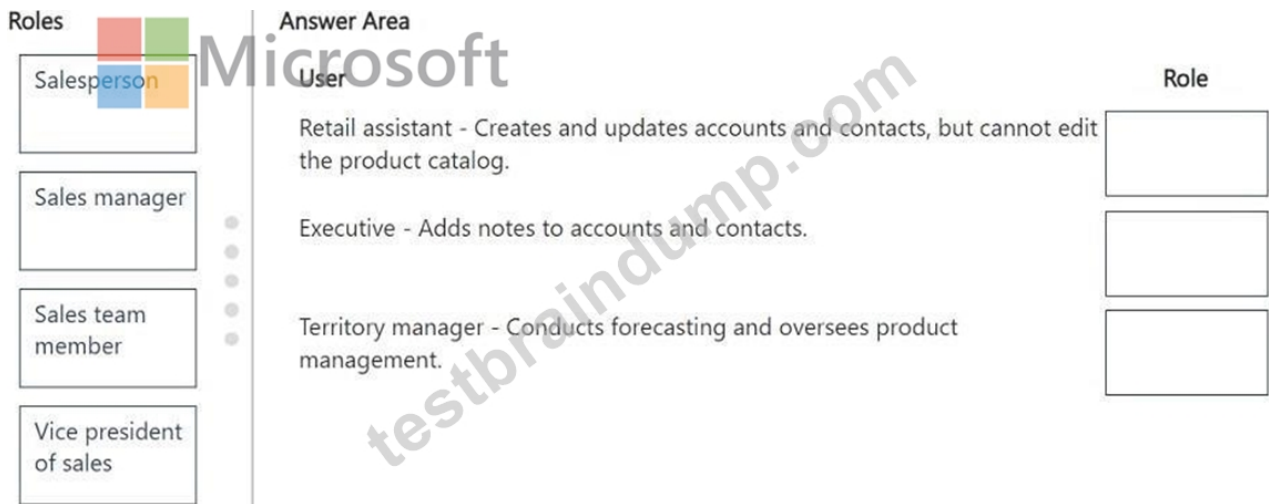 Roles
Answer Area
Microsoft
Salesperson
User
Role
Retail assistant - Creates and updates accounts and contacts, but cannot edit
the product catalog.
Sales manager
Executive - Adds notes to accounts and contacts.
Sales team
member
Territory manager - Conducts forecasting and oversees product
management.
Vice president
of sales
testbraindump.com